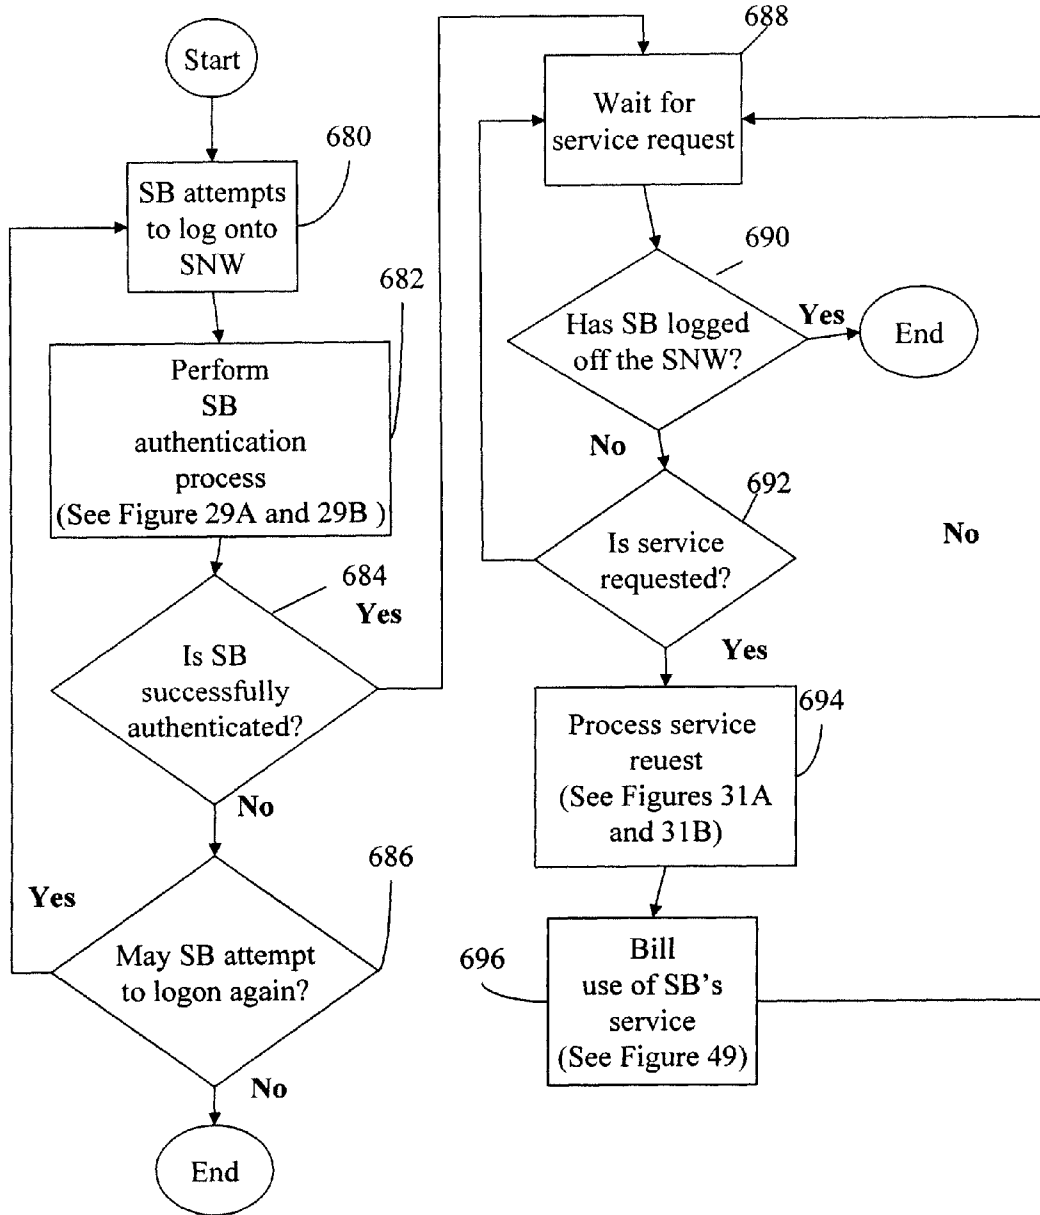 Start
680
SB attempts
to log onto
SNW
682
Perform
SB
authentication
process
(See Figure 29A and 29B )
684
Yes
Is SB
successfully
authenticated?
No
686
Yes
May SB attempt
to logon again?
No
End
688
Wait for
service request
690
Has SB logged
off the SNW?
Yes
End
No
692
Is service
requested?
No
Yes
694
Process service
reuest
(See Figures 31A
and 31B)
696
Bill
use of SB's
service
(See Figure 49)